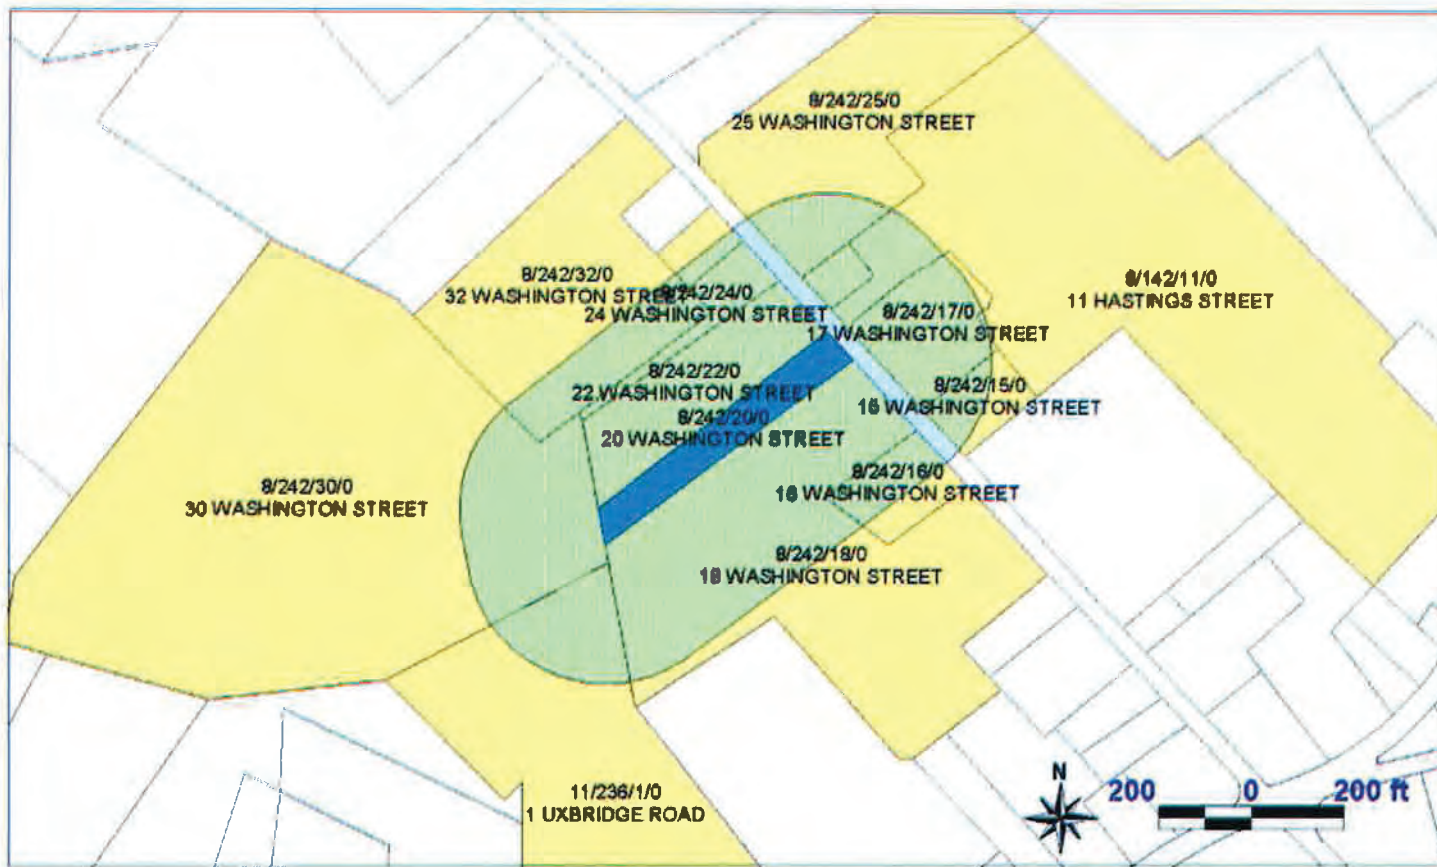 8/242/25/0
25 WASHINGTON STREET
8/242/32/0
32 WASHINGTON STREET
8/242/24/0
24 WASHINGTON STREET
8/142/11/0
11 HASTINGS STREET
8/242/17/0
17 WASHINGTON STREET
8/242/22/0
22 WASHINGTON STREET
8/242/15/0
15 WASHINGTON STREET
8/242/20/0
20 WASHINGTON STREET
8/242/16/0
16 WASHINGTON STREET
8/242/30/0
30 WASHINGTON STREET
8/242/18/0
18 WASHINGTON STREET
11/236/1/0
1 UXBRIDGE ROAD
N
200 0 200 ft